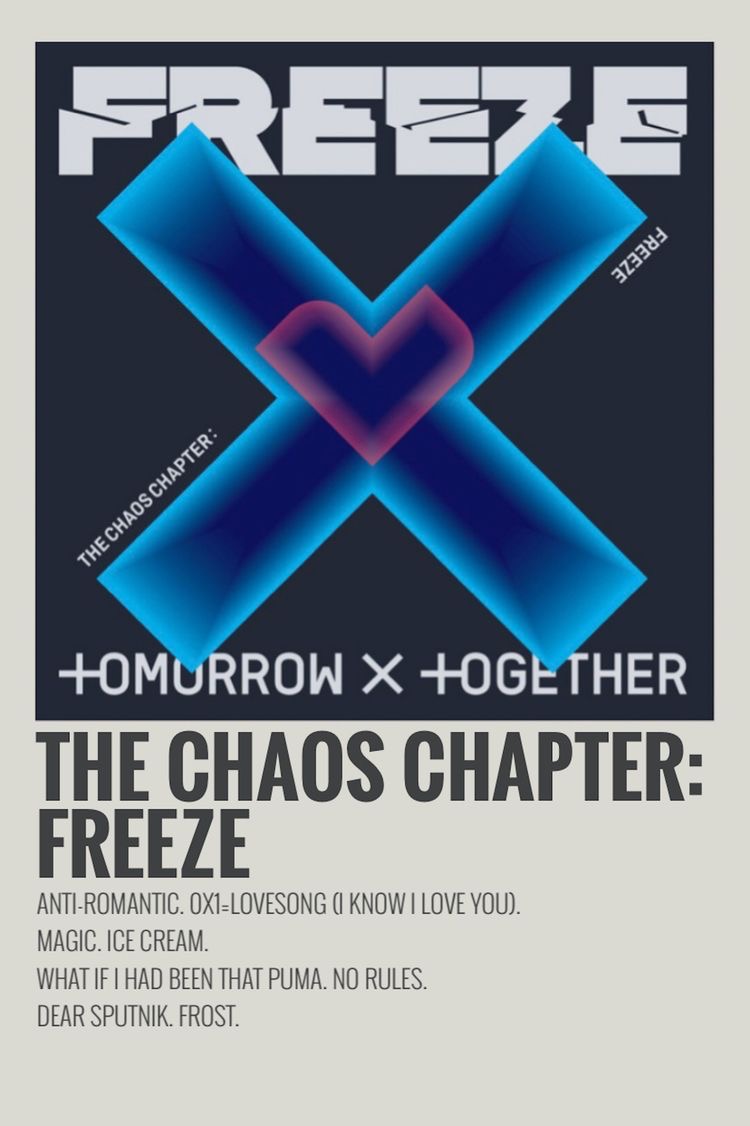 FREEZE
FREEZE
THE CHAOS CHAPTER:
TOMORROW × TOGETHER
THE CHAOS CHAPTER:
FREEZE
ANTI-ROMANTIC. 0X1=LOVESONG (I KNOW I LOVE YOU).
MAGIC. ICE CREAM.
WHAT IF I HAD BEEN THAT PUMA. NO RULES.
DEAR SPUTNIK. FROST.